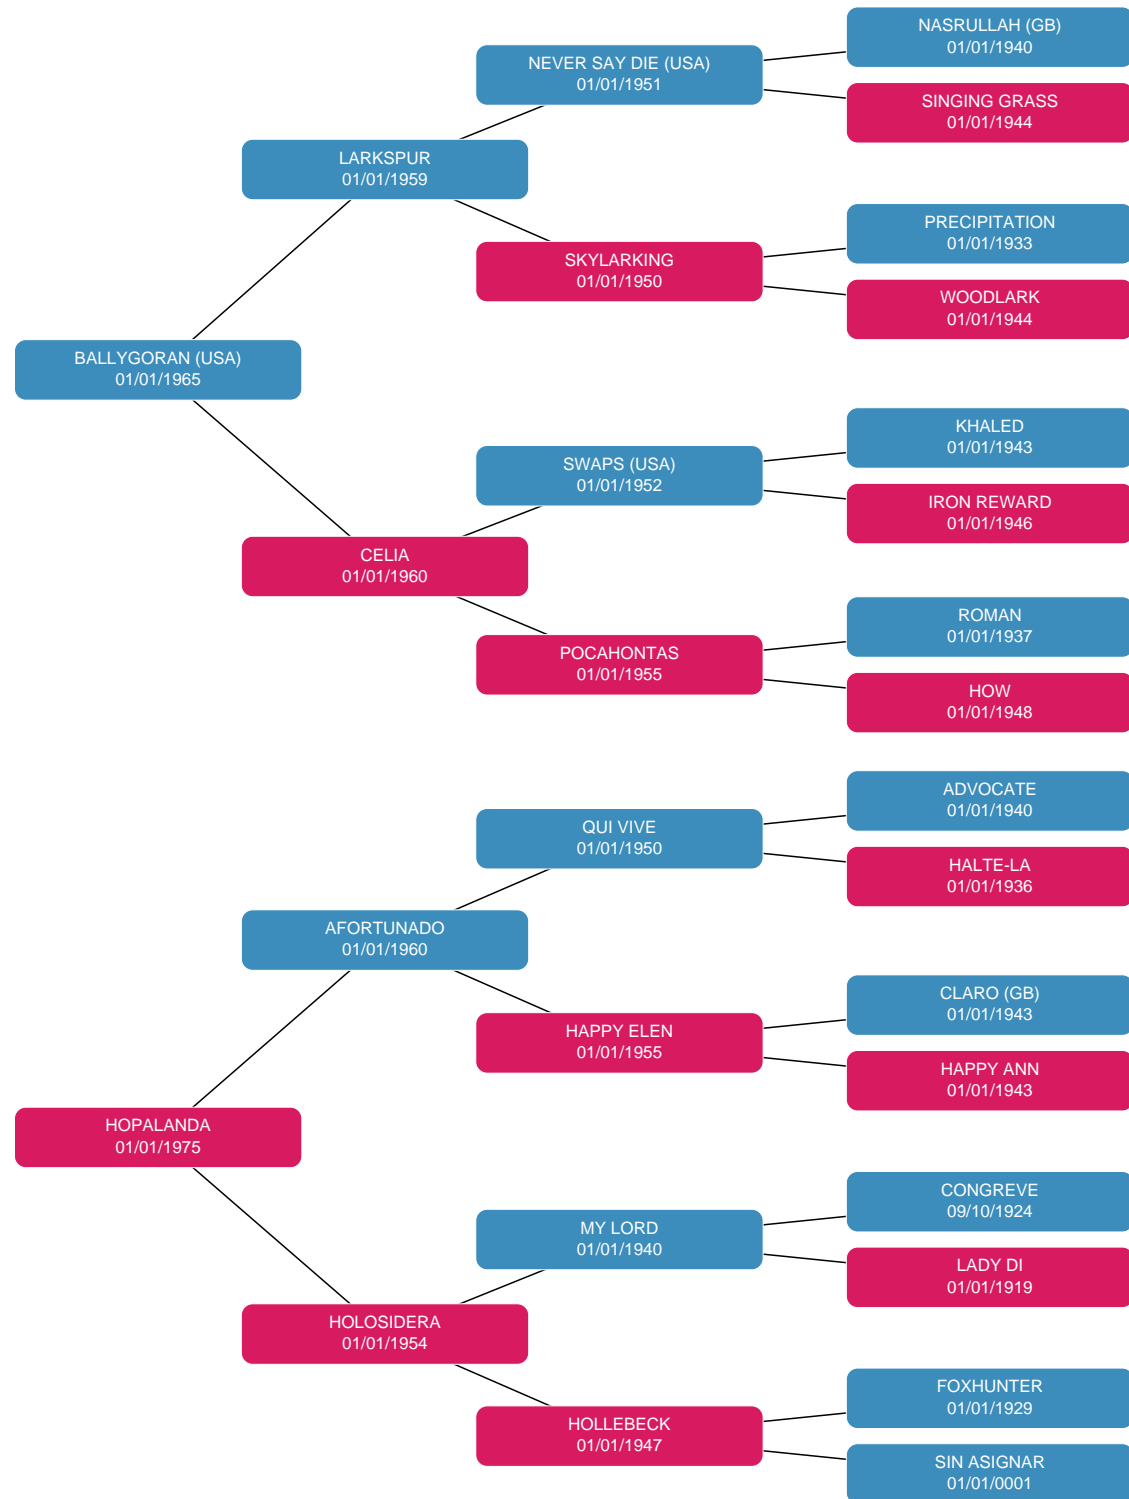 NASRULLAH (GB)
01/01/1940
NEVER SAY DIE (USA)
01/01/1951
SINGING GRASS
01/01/1944
LARKSPUR
01/01/1959
PRECIPITATION
01/01/1933
SKYLARKING
01/01/1950
WOODLARK
01/01/1944
BALLYGORAN (USA)
01/01/1965
KHALED
01/01/1943
SWAPS (USA)
01/01/1952
IRON REWARD
01/01/1946
CELIA
01/01/1960
ROMAN
01/01/1937
POCAHONTAS
01/01/1955
HOW
01/01/1948
ADVOCATE
01/01/1940
QUI VIVE
01/01/1950
HALTE-LA
01/01/1936
AFORTUNADO
01/01/1960
CLARO (GB)
01/01/1943
HAPPY ELEN
01/01/1955
HAPPY ANN
01/01/1943
HOPALANDA
01/01/1975
CONGREVE
09/10/1924
MY LORD
01/01/1940
LADY DI
01/01/1919
HOLOSIDERA
01/01/1954
FOXHUNTER
01/01/1929
HOLLEBECK
01/01/1947
SIN ASIGNAR
01/01/0001